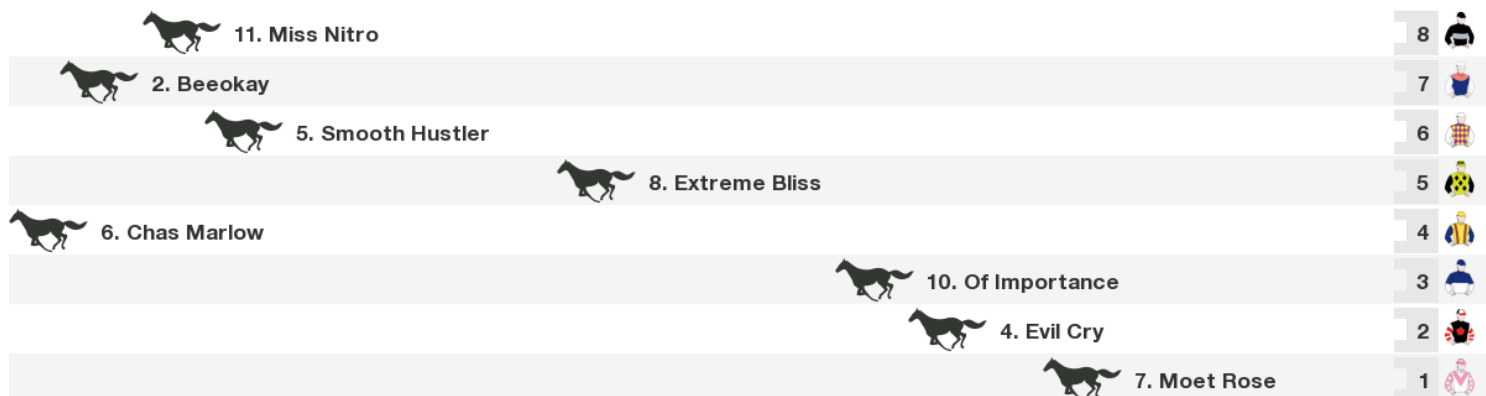 11. Miss Nitro 8
2. Beeokay 7
5. Smooth Hustler 6
8. Extreme Bliss 5
6. Chas Marlow 4
10. Of Importance 3
4. Evil Cry 2
7. Moet Rose 1